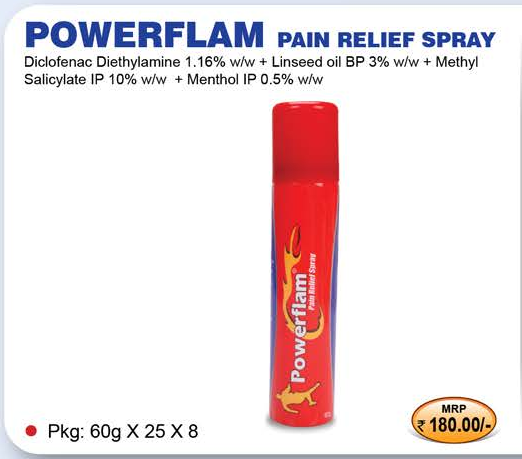 POWERFLAM PAIN RELIEF SPRAY
Diclofenac Diethylamine 1.16% w/w + Linseed oil BP 3% w/w + Methyl
Salicylate IP 10% w/w + Menthol IP 0.5% w/w
Powerflam®
Pain Relief Spray
Pkg: 60g X 25 X 8
MRP
₹ 180.00/-